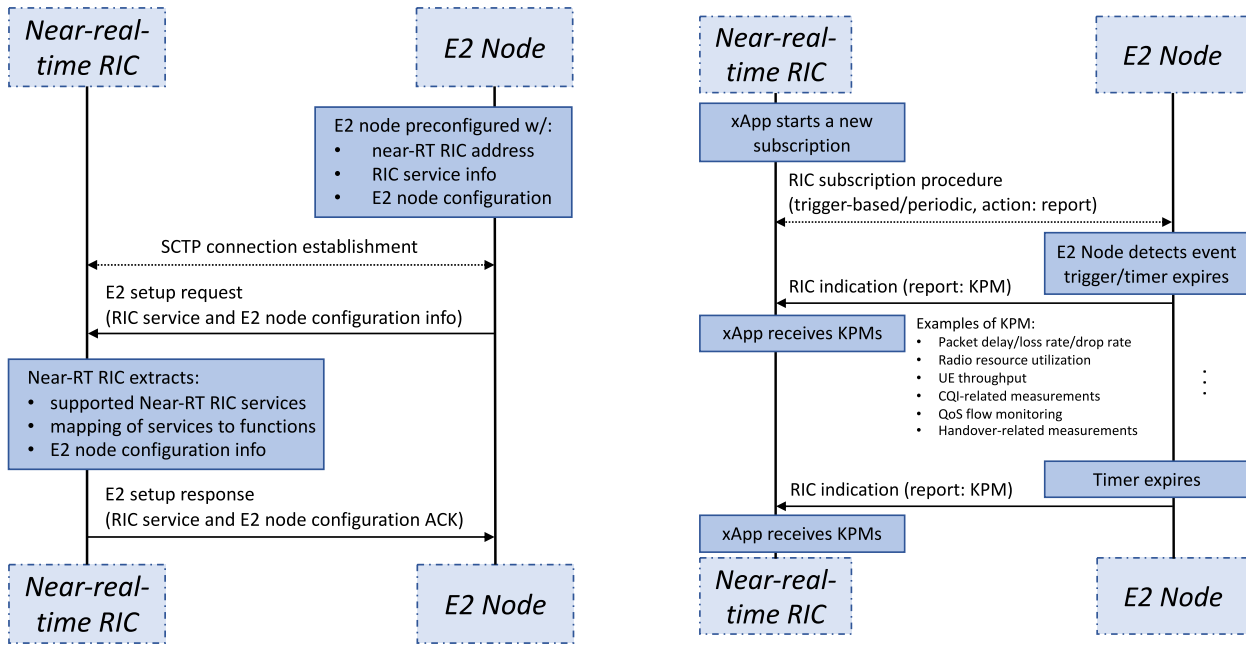 Near-real-
time RIC
E2 Node
E2 node preconfigured w/:
• near-RT RIC address
• RIC service info
• E2 node configuration
SCTP connection establishment
E2 setup request
(RIC service and E2 node configuration info)
Near-RT RIC extracts:
• supported Near-RT RIC services
• mapping of services to functions
• E2 node configuration info
E2 setup response
(RIC service and E2 node configuration ACK)
Near-real-
time RIC
E2 Node
Near-real-
time RIC
E2 Node
xApp starts a new
subscription
RIC subscription procedure
(trigger-based/periodic, action: report)
E2 Node detects event
trigger/timer expires
RIC indication (report: KPM)
xApp receives KPMs
Examples of KPM:
• Packet delay/loss rate/drop rate
• Radio resource utilization
• UE throughput
• CQI-related measurements
• QoS flow monitoring
• Handover-related measurements
⋮
Timer expires
RIC indication (report: KPM)
xApp receives KPMs
Near-real-
time RIC
E2 Node